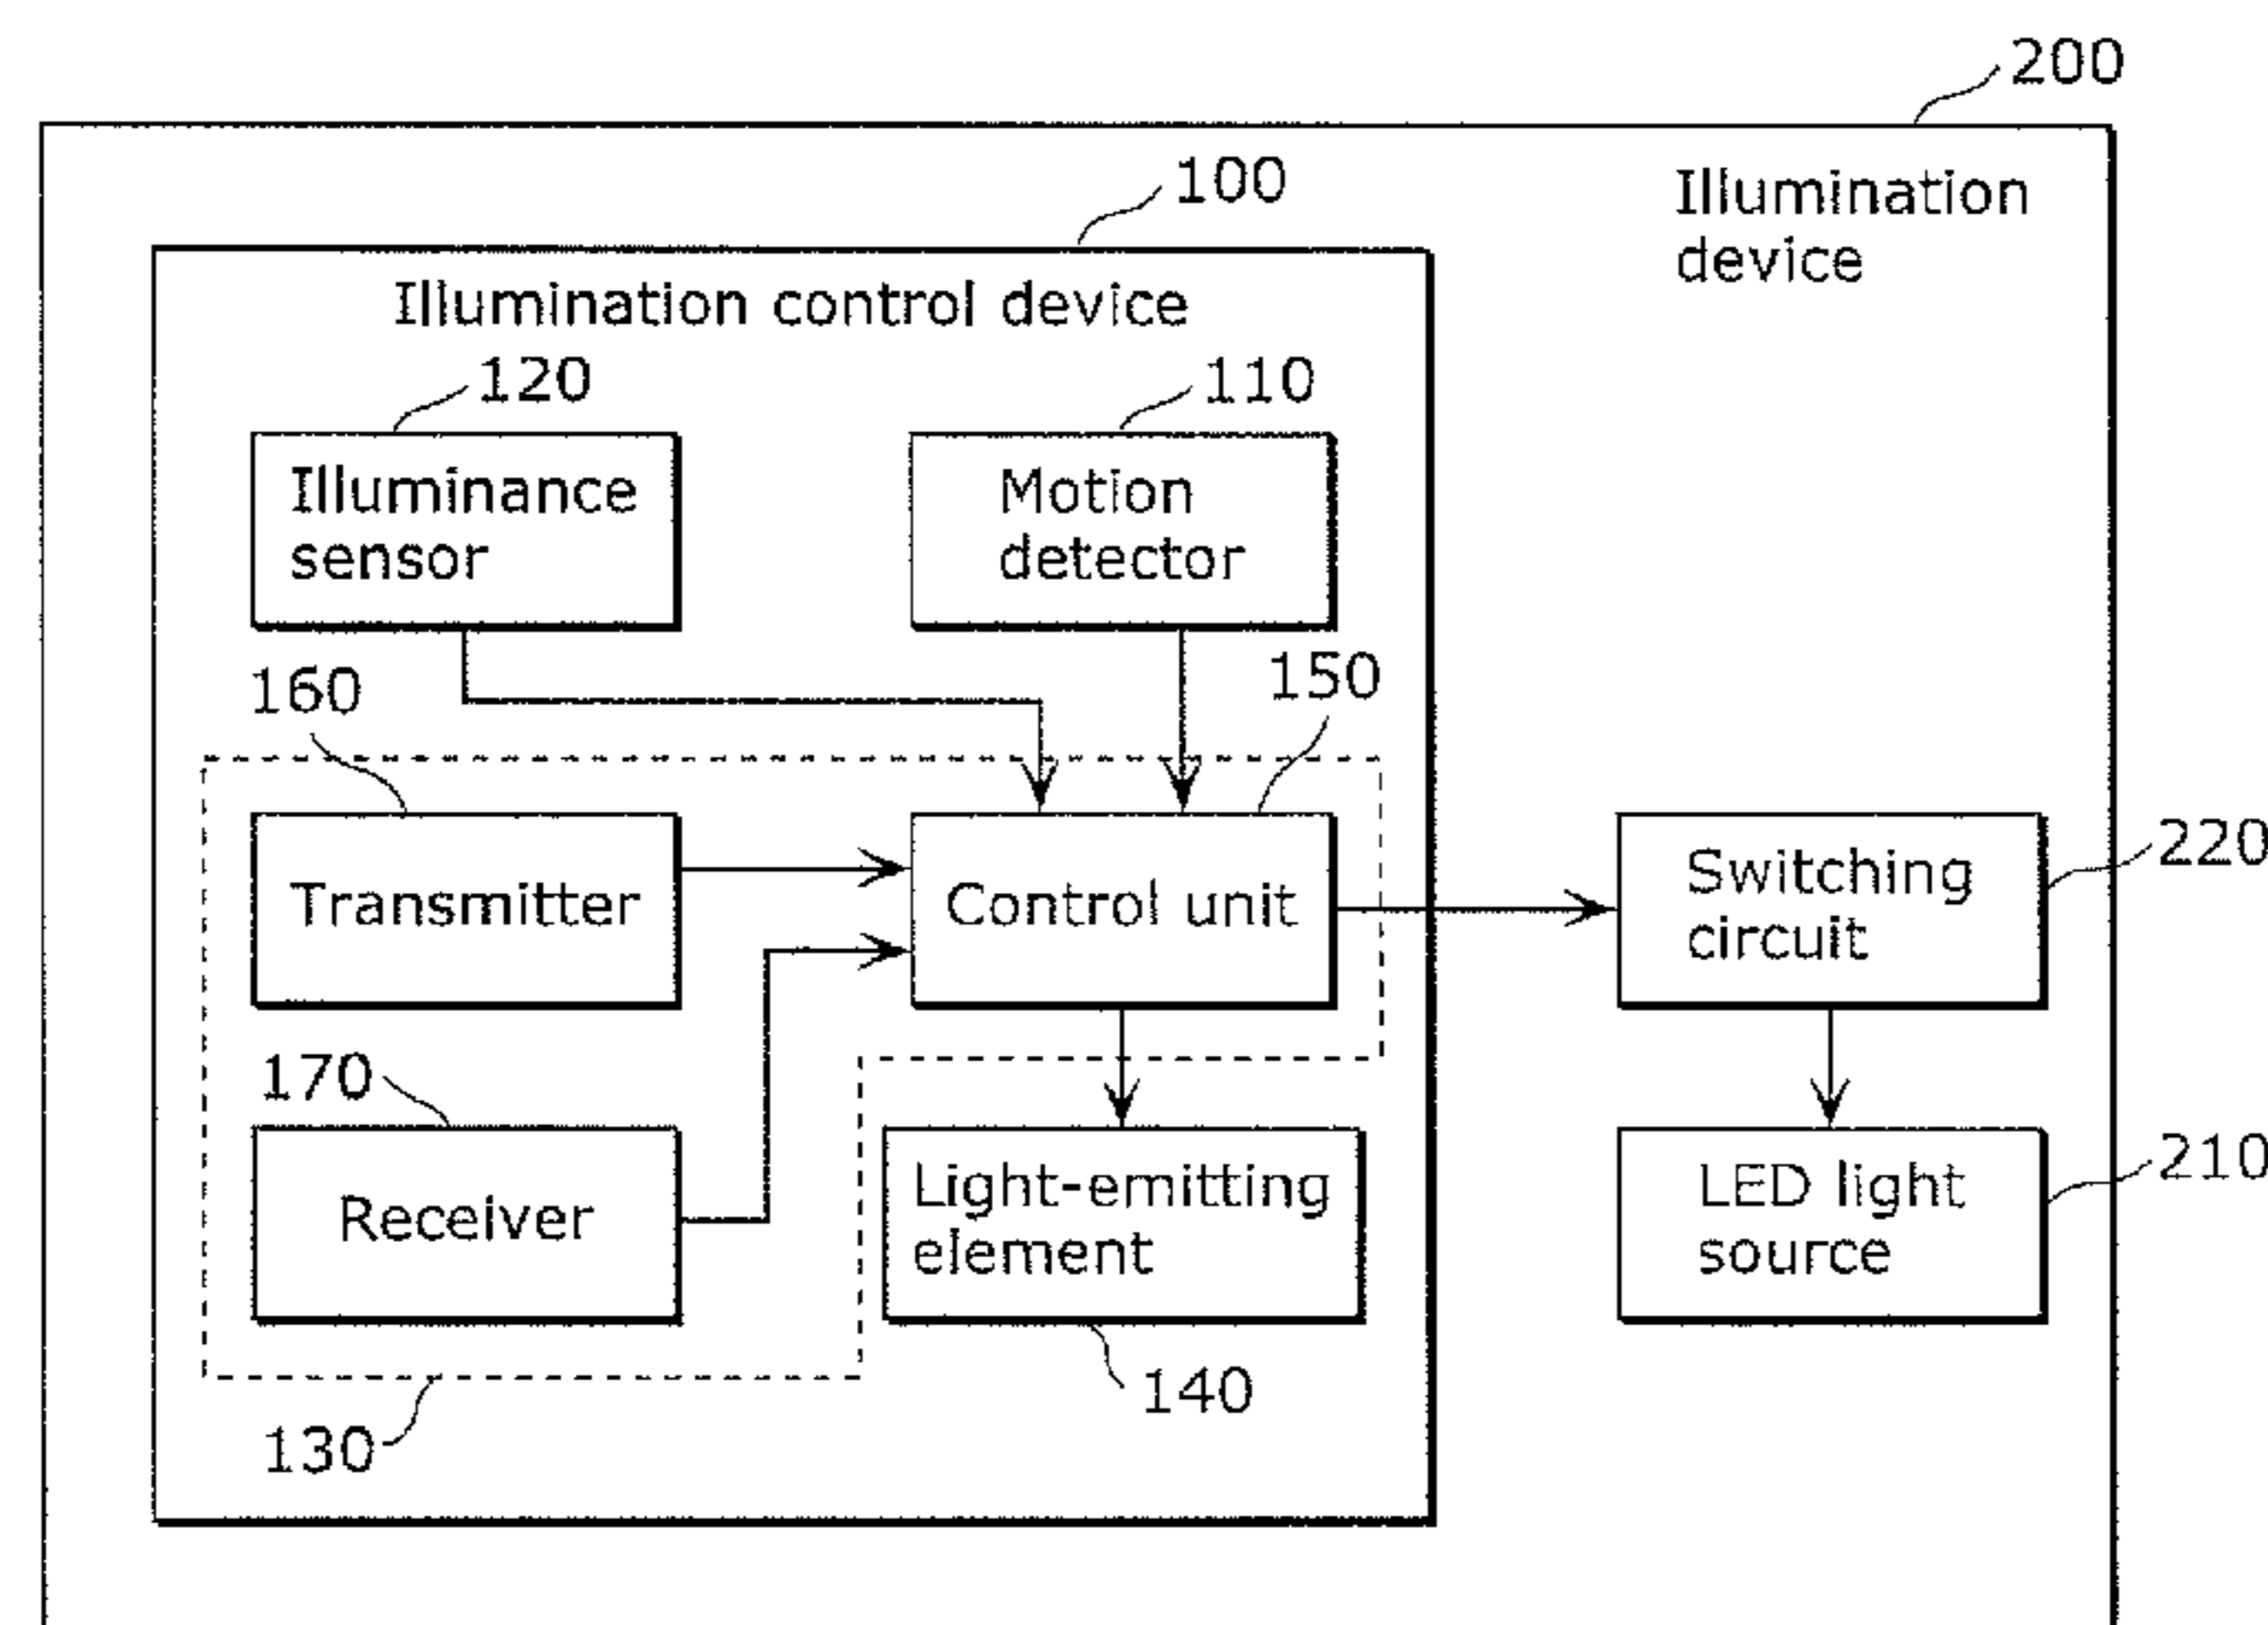 200
100
Illumination
device
Illumination control device
120
110
Illuminance
sensor
Motion
detector
160
150
Transmitter
Control unit
Switching
circuit
220
170
Receiver
Light-emitting
element
LED light
source
210
140
130